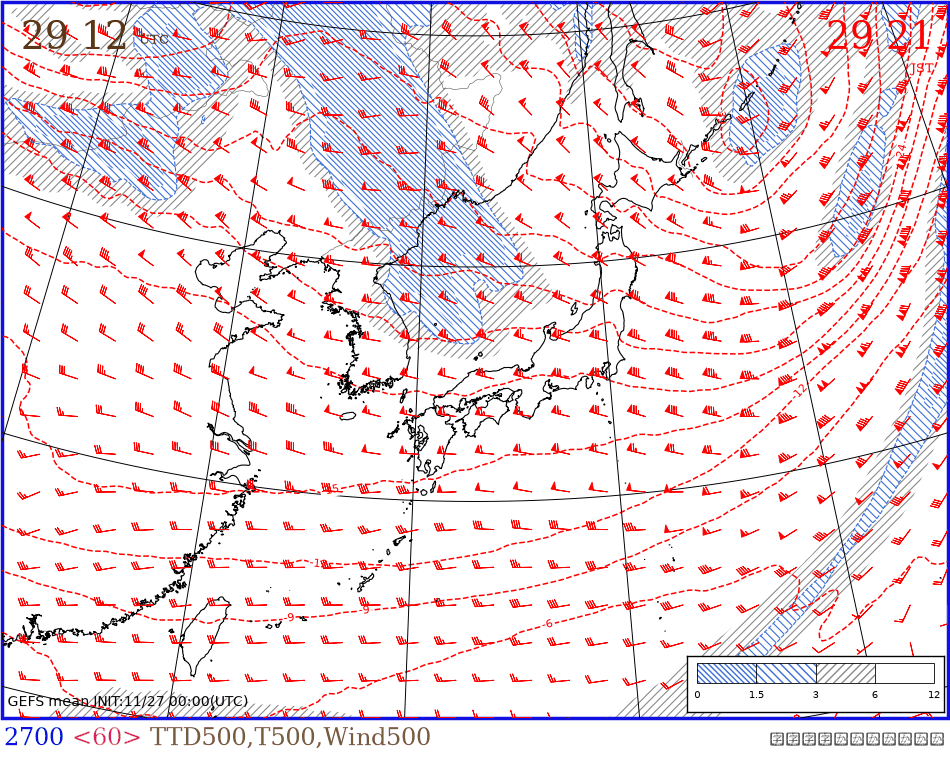 29 12 UTC
29 21 JST
-15
-12
-9
-9
-6
GEFS mean INIT:11/27 00:00(UTC)
0 1.5 3 6 12
2700 <60> TTD500,T500,Wind500